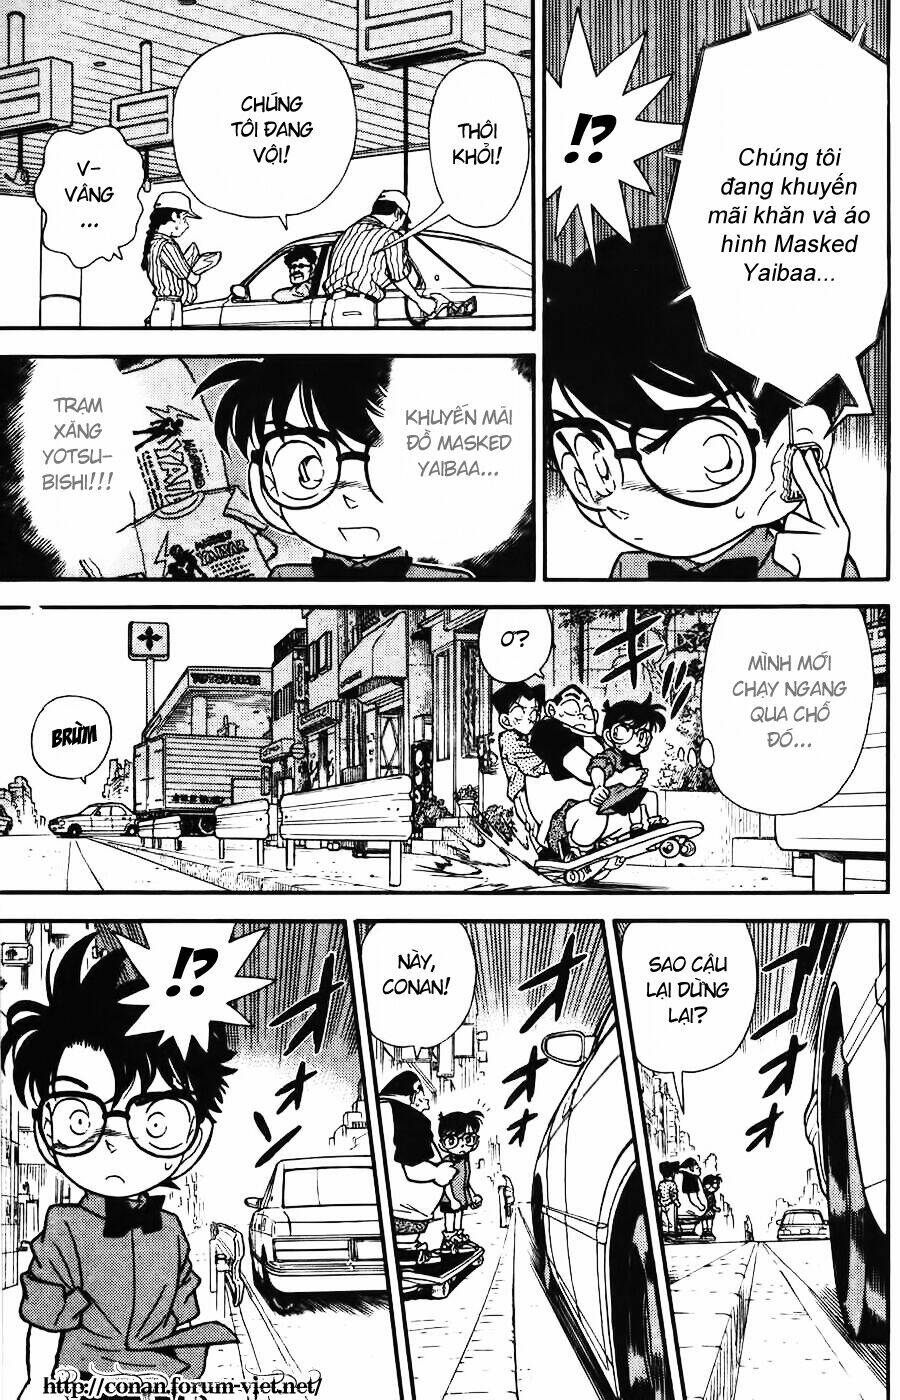 !?
Chúng tôi
đang khuyến
mãi khăn và áo
hình Masked
Yaibaa...
THÔI
KHỎI!
CHÚNG
TÔI ĐANG
VỘI!
V-
VÂNG
...
KHUYẾN MÃI
ĐỒ MASKED
YAIBAA...
TRẠM
XĂNG
YOTSU-
BISHI!!!
MÌNH MỚI
CHẠY NGANG
QUA CHỖ
ĐÓ...
Ơ?
BRỪM
SAO CẬU
LẠI DỪNG
LẠI?
NÀY,
CONAN!
!?
http://conan.forum-viet.net/